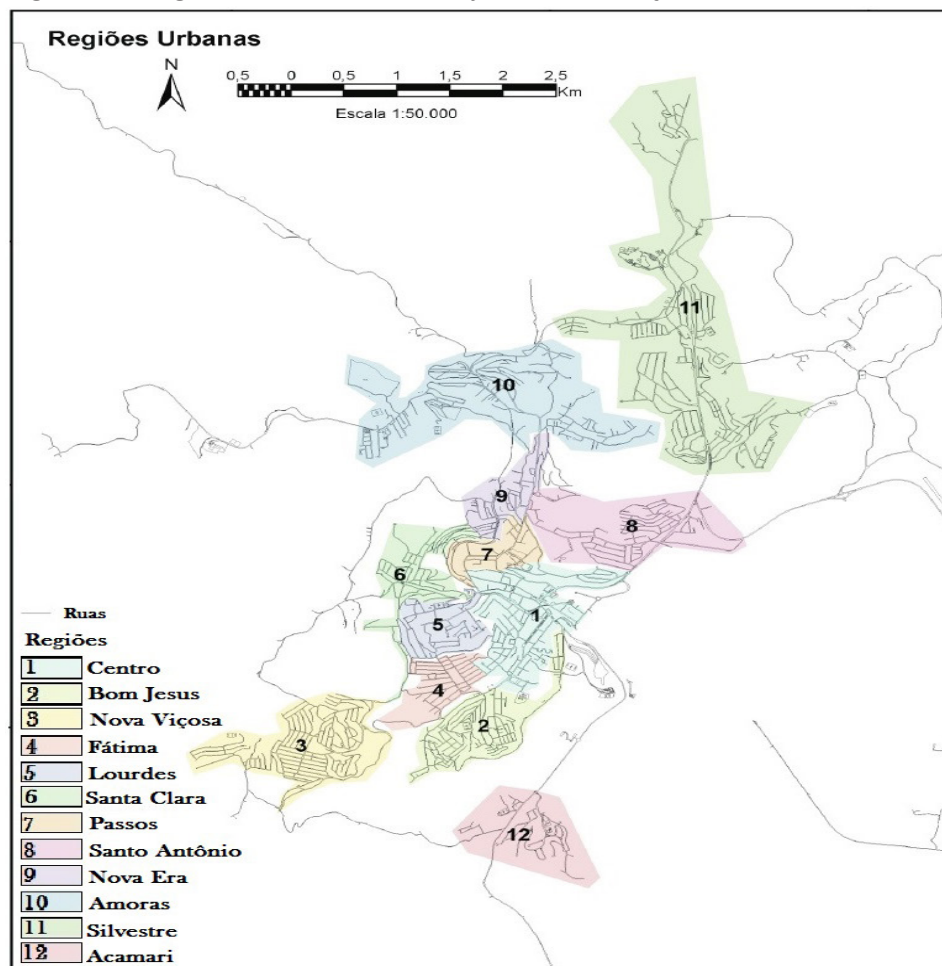 Regiões Urbanas
N
0,5 0 0,5 1 1,5 2 2,5
Km
Escala 1:50.000
11
10
9
8
7
6
1
5
4
2
3
12
Ruas
Regiões
1 Centro
2 Bom Jesus
3 Nova Viçosa
4 Fátima
5 Lourdes
6 Santa Clara
7 Passos
8 Santo Antônio
9 Nova Era
10 Amoras
11 Silvestre
12 Acamari